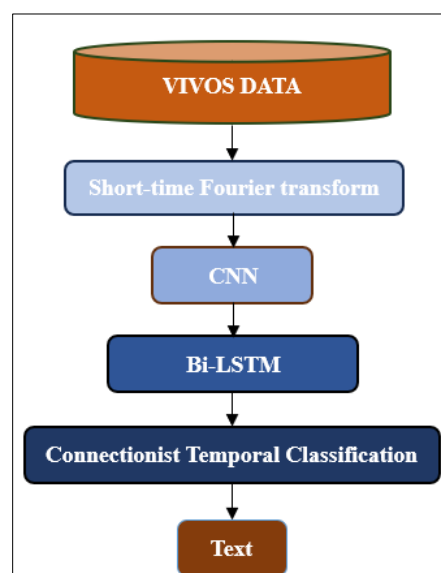 VIVOS DATA
Short-time Fourier transform
CNN
Bi-LSTM
Connectionist Temporal Classification
Text